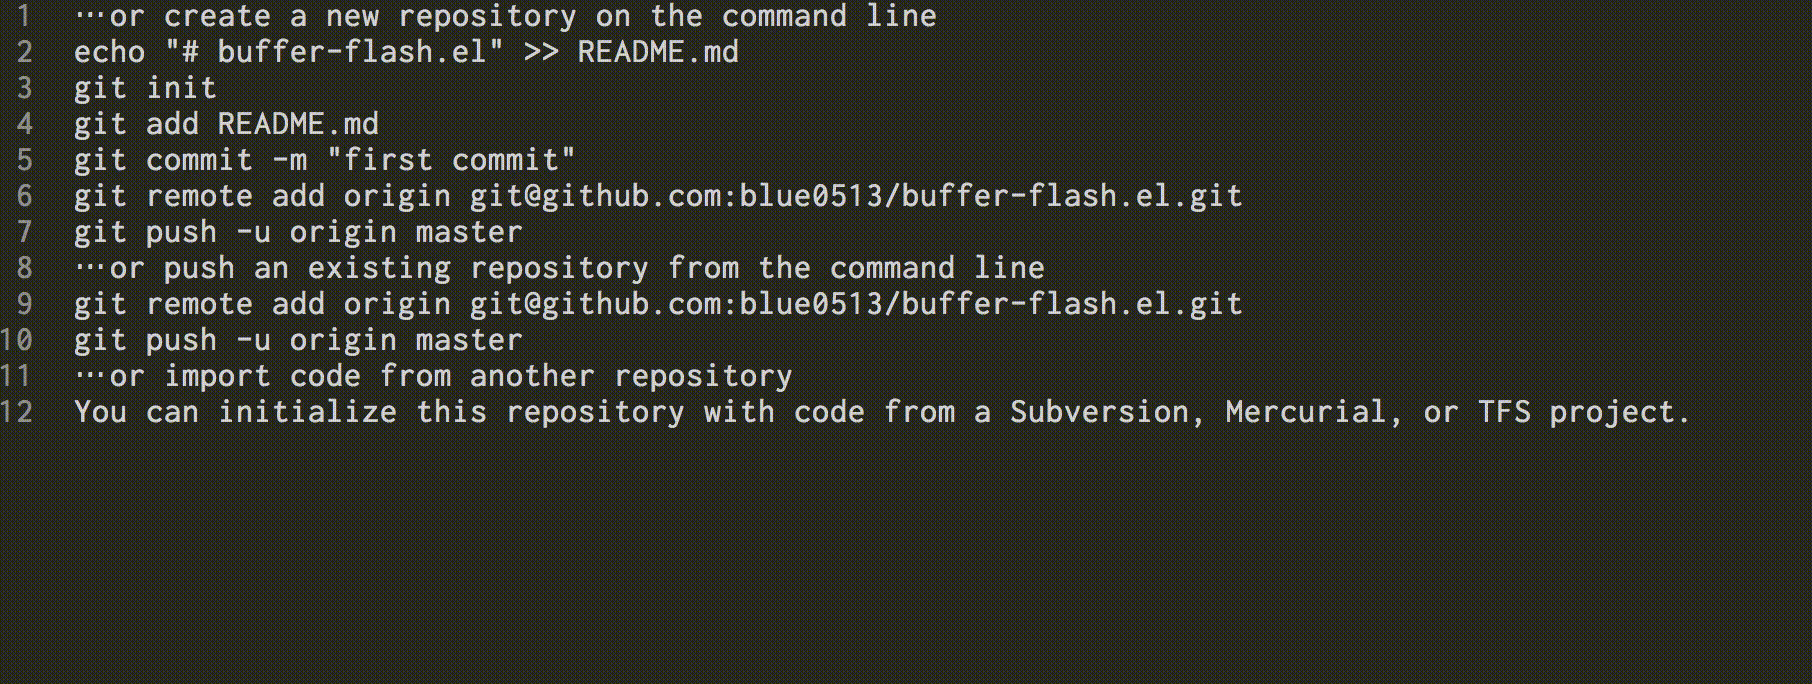 1 …or create a new repository on the command line
2 echo "# buffer-flash.el" >> README.md
3 git init
4 git add README.md
5 git commit -m "first commit"
6 git remote add origin git@github.com:blue0513/buffer-flash.el.git
7 git push -u origin master
8 …or push an existing repository from the command line
9 git remote add origin git@github.com:blue0513/buffer-flash.el.git
10 git push -u origin master
11 …or import code from another repository
12 You can initialize this repository with code from a Subversion, Mercurial, or TFS project.